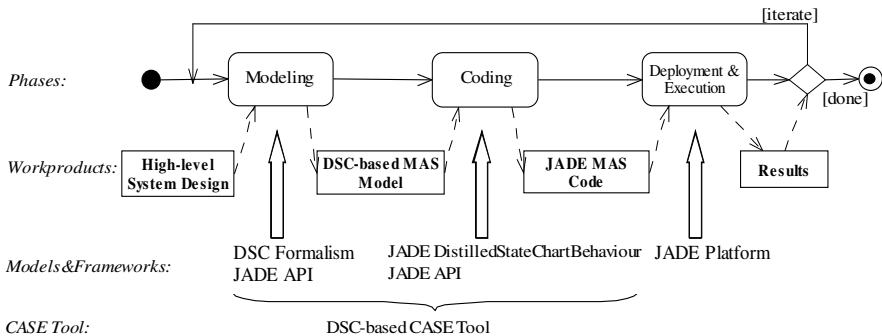 [iterate]
Phases:
Modeling
Coding
Deployment &
Execution
[done]
Workproducts:
High-level
System Design
DSC-based MAS
Model
JADE MAS
Code
Results
Models&Frameworks:
DSC Formalism
JADE API
JADE DistilledStateChartBehaviour
JADE API
JADE Platform
CASE Tool:
DSC-based CASE Tool